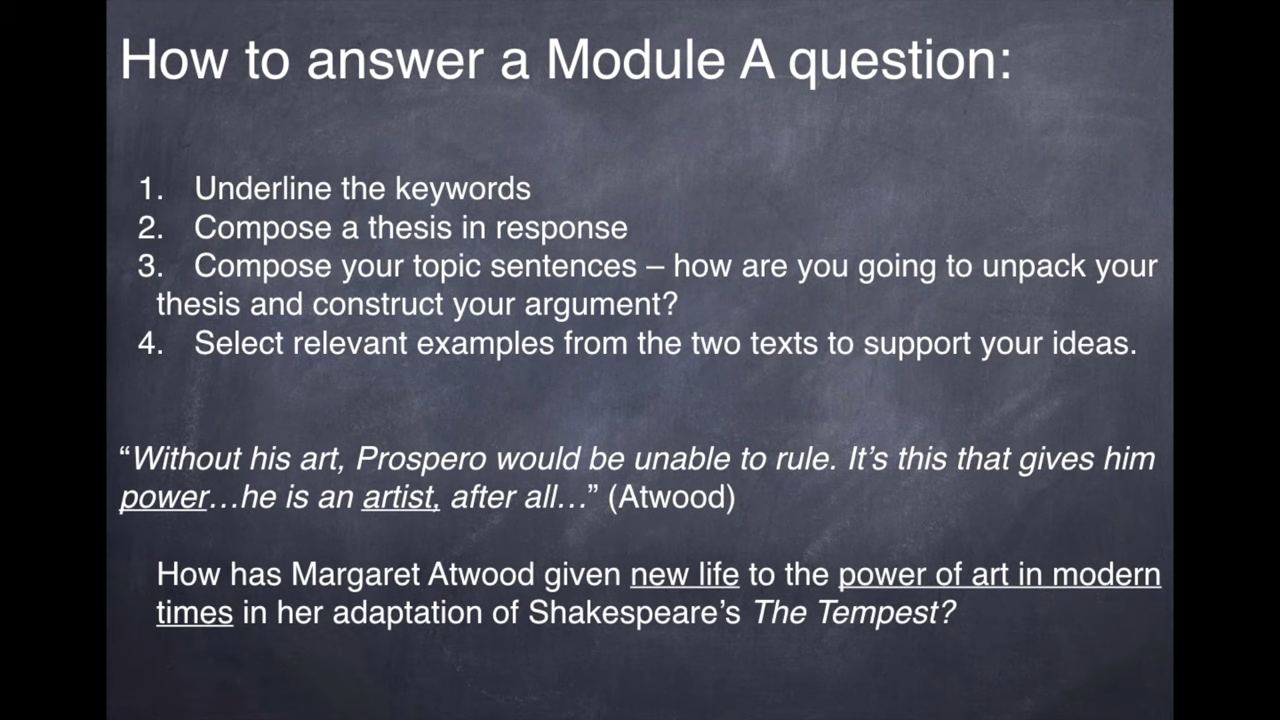 How to answer a Module A question:
1. Underline the keywords
2. Compose a thesis in response
3. Compose your topic sentences – how are you going to unpack your
thesis and construct your argument?
4. Select relevant examples from the two texts to support your ideas.
“Without his art, Prospero would be unable to rule. It’s this that gives him
power…he is an artist, after all…” (Atwood)
How has Margaret Atwood given new life to the power of art in modern
times in her adaptation of Shakespeare’s The Tempest?